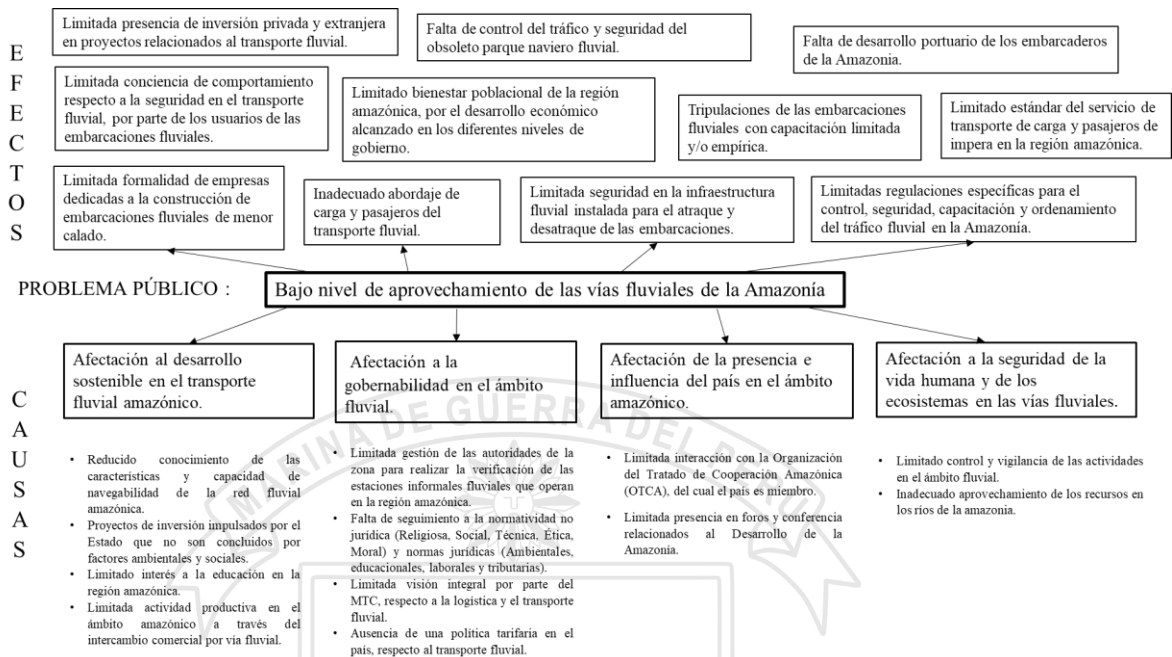 EFECTOS
Limitada presencia de inversión privada y extranjera
en proyectos relacionados al transporte fluvial.
Falta de control del tráfico y seguridad del
obsoleto parque naviero fluvial.
Falta de desarrollo portuario de los embarcaderos
de la Amazonia.
Limitada conciencia de comportamiento
respecto a la seguridad en el transporte
fluvial, por parte de los usuarios de las
embarcaciones fluviales.
Limitado bienestar poblacional de la región
amazónica, por el desarrollo económico
alcanzado en los diferentes niveles de
gobierno.
Tripulaciones de las embarcaciones
fluviales con capacitación limitada
y/o empírica.
Limitado estándar del servicio de
transporte de carga y pasajeros de
impera en la región amazónica.
Limitada formalidad de empresas
dedicadas a la construcción de
embarcaciones fluviales de menor
calado.
Inadecuado abordaje de
carga y pasajeros del
transporte fluvial.
Limitada seguridad en la infraestructura
fluvial instalada para el atraque y
desatraque de las embarcaciones.
Limitadas regulaciones específicas para el
control, seguridad, capacitación y ordenamiento
del tráfico fluvial en la Amazonía.
PROBLEMA PÚBLICO :
Bajo nivel de aprovechamiento de las vías fluviales de la Amazonía
CAUSAS
Afectación al desarrollo
sostenible en el transporte
fluvial amazónico.
Afectación a la
gobernabilidad en el ámbito
fluvial.
Afectación de la presencia e
influencia del país en el ámbito
amazónico.
Afectación a la seguridad de la
vida humana y de los
ecosistemas en las vías fluviales.
• Reducido conocimiento de las
características y capacidad de
navegabilidad de la red fluvial
amazónica.
• Proyectos de inversión impulsados por el
Estado que no son concluidos por
factores ambientales y sociales.
• Limitado interés a la educación en la
región amazónica.
• Limitada actividad productiva en el
ámbito amazónico a través del
intercambio comercial por vía fluvial.
• Limitada gestión de las autoridades de la
zona para realizar la verificación de las
estaciones informales fluviales que operan
en la región amazónica.
• Falta de seguimiento a la normatividad no
jurídica (Religiosa, Social, Técnica, Ética,
Moral) y normas jurídicas (Ambientales,
educacionales, laborales y tributarias).
• Limitada visión integral por parte del
MTC, respecto a la logística y el transporte
fluvial.
• Ausencia de una política tarifaria en el
país, respecto al transporte fluvial.
• Limitada interacción con la Organización
del Tratado de Cooperación Amazónica
(OTCA), del cual el país es miembro.
• Limitada presencia en foros y conferencia
relacionados al Desarrollo de la
Amazonía.
• Limitado control y vigilancia de las actividades
en el ámbito fluvial.
• Inadecuado aprovechamiento de los recursos en
los ríos de la amazonia.
MARINA DE GUERRA DEL PERÚ